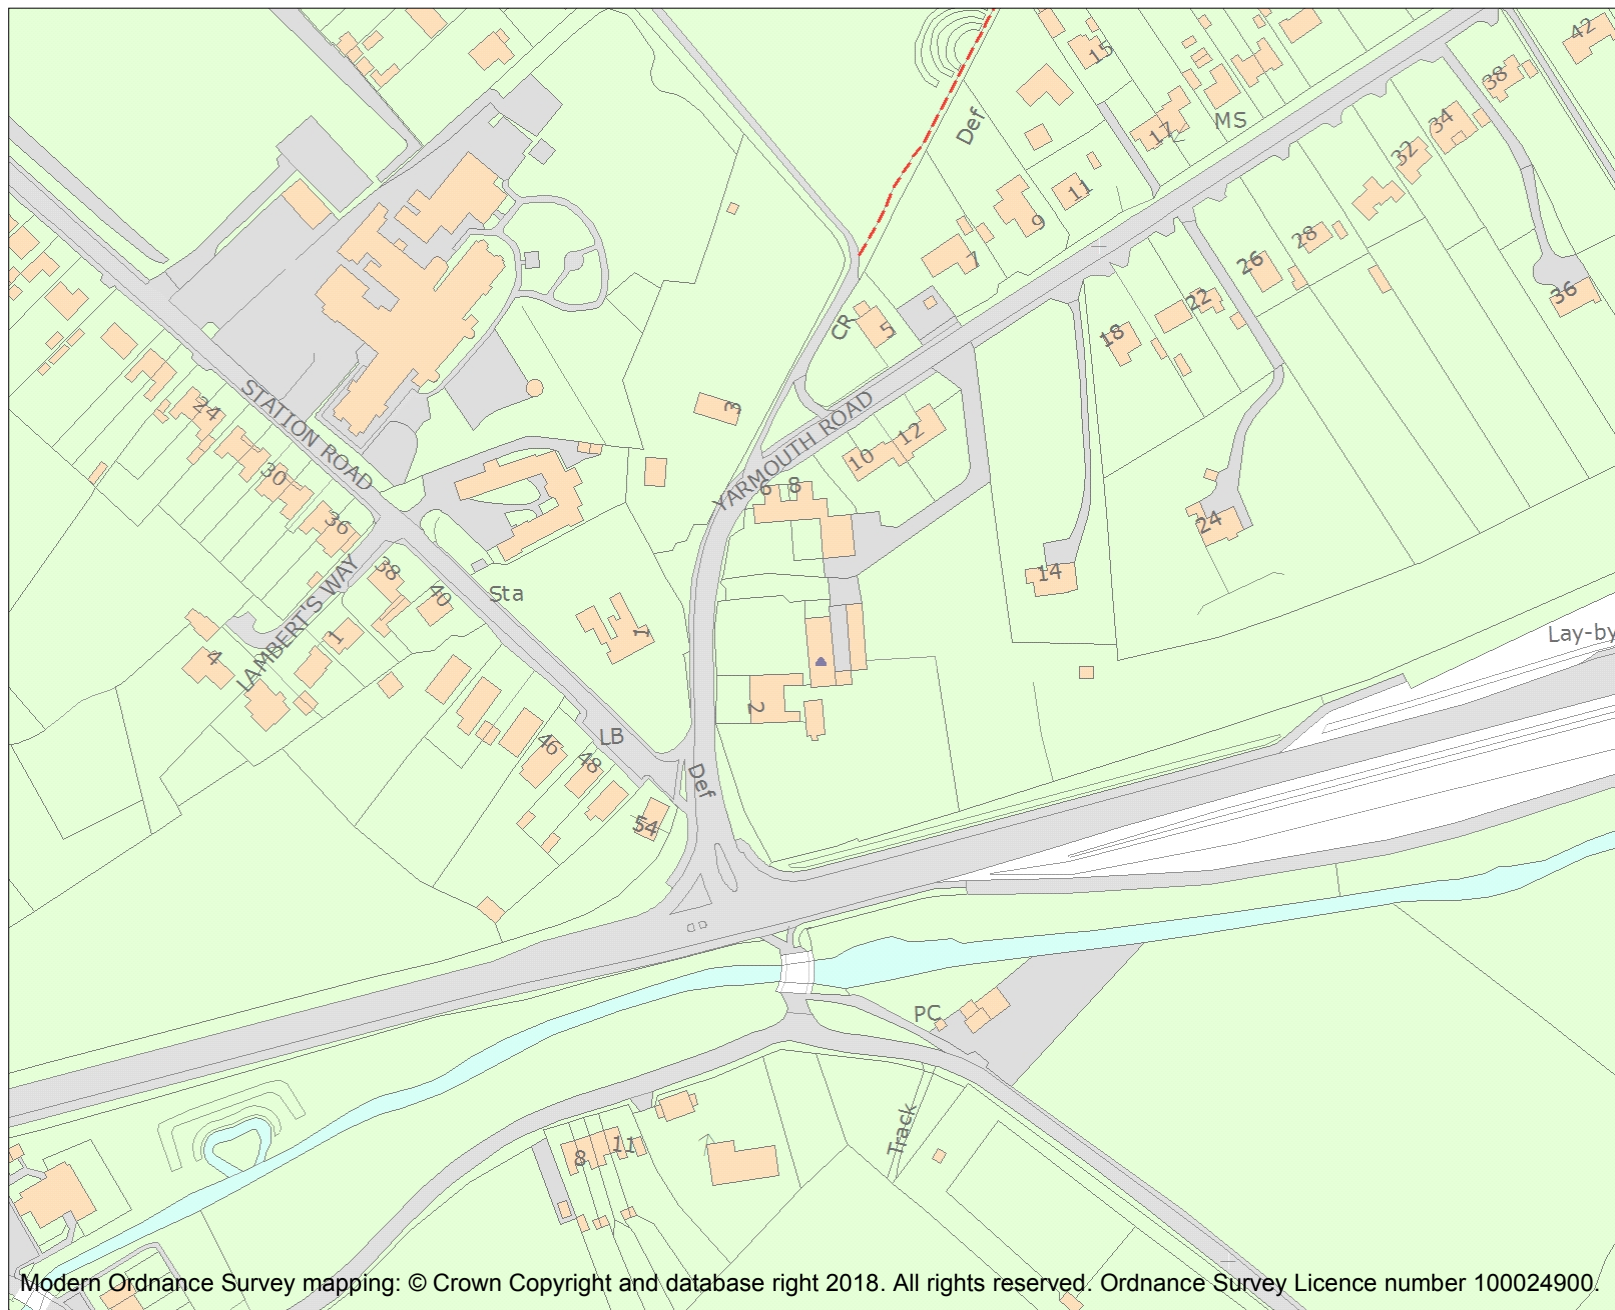 42
15
38
Def
MS
34
17
32
11
9
28
7
26
36
22
CR
5
18
STATION ROAD
24
3
YARMOUTH ROAD
12
10
30
6
8
36
24
14
LAMBERT'S WAY
38
40
Sta
1
1
Lay-by
4
2
LB
46
48
Def
54
PC
Track
8
11
Modern Ordnance Survey mapping: © Crown Copyright and database right 2018. All rights reserved. Ordnance Survey Licence number 100024900.